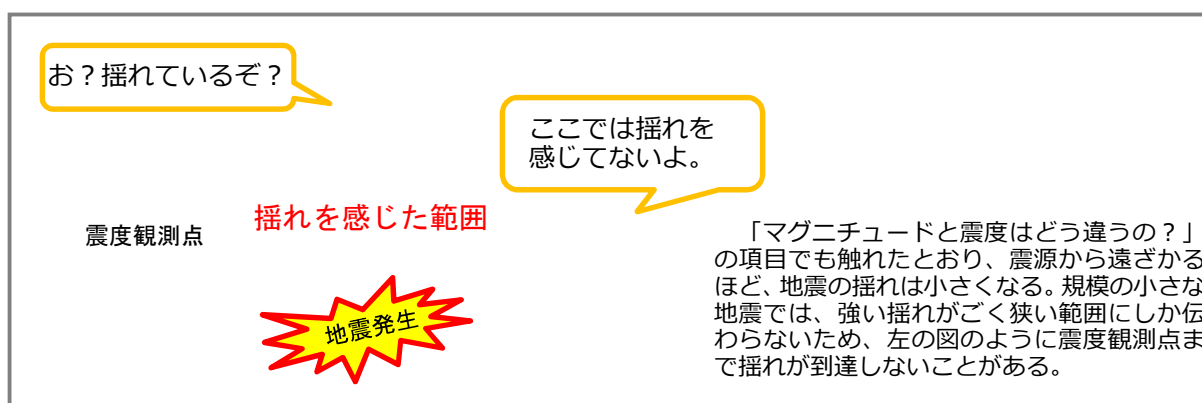 お？揺れているぞ？
ここでは揺れを
感じてないよ。
揺れを感じた範囲
震度観測点
地震発生
「マグニチュードと震度はどう違うの？」
の項目でも触れたとおり、震源から遠ざかる
ほど、地震の揺れは小さくなる。規模の小さな
地震では、強い揺れがごく狭い範囲にしか伝
わらないため、左の図のように震度観測点ま
で揺れが到達しないことがある。